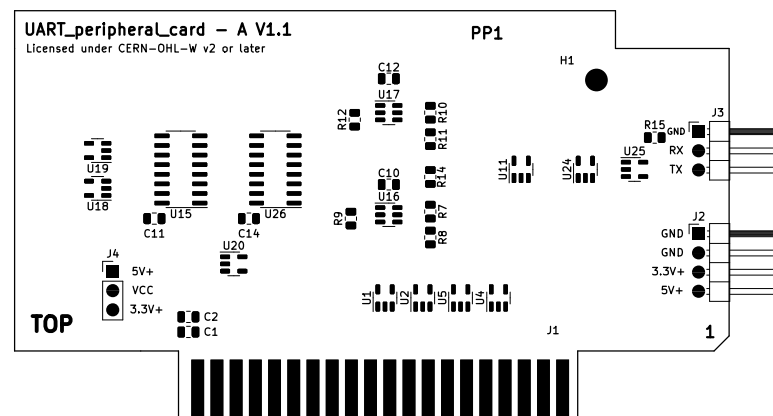 UART_peripheral_card - A V1.1
Licensed under CERN-OHL-W v2 or later
PP1
H1
C12
U17
R12
R10
R11
J3
R15
GND
RX
TX
U19
U18
U15
U26
C10
U16
R14
U11
U24
U25
C11
C14
R9
R7
R8
J2
GND
GND
3.3V+
5V+
U20
J4
5V+
VCC
3.3V+
U1
U2
U5
U4
C2
C1
TOP
J1
1